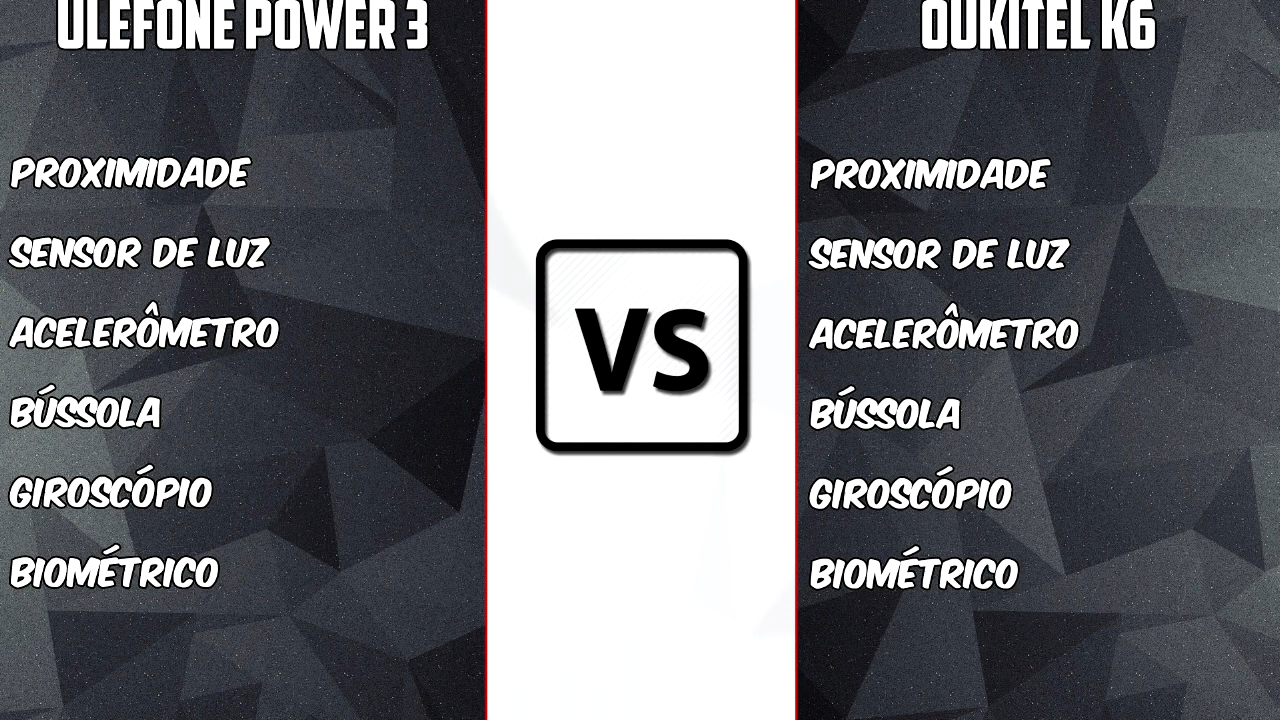 ULEFONE POWER 3
PROXIMIDADE
SENSOR DE LUZ
ACELERÔMETRO
BÚSSOLA
GIROSCÓPIO
BIOMÉTRICO
VS
OUKITEL K6
PROXIMIDADE
SENSOR DE LUZ
ACELERÔMETRO
BÚSSOLA
GIROSCÓPIO
BIOMÉTRICO